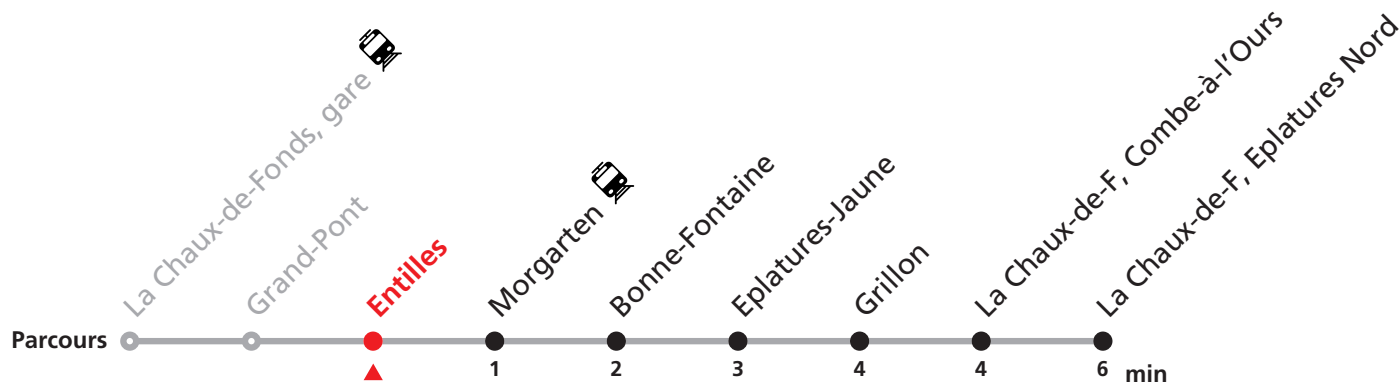 La Chaux-de-Fonds, gare
Grand-Pont
Entilles
Morgarten
Bonne-Fontaine
Eplatures-Jaune
Grillon
La Chaux-de-F, Combe-à-l'Ours
La Chaux-de-F, Eplatures Nord
Parcours
1 2 3 4 4 6 min